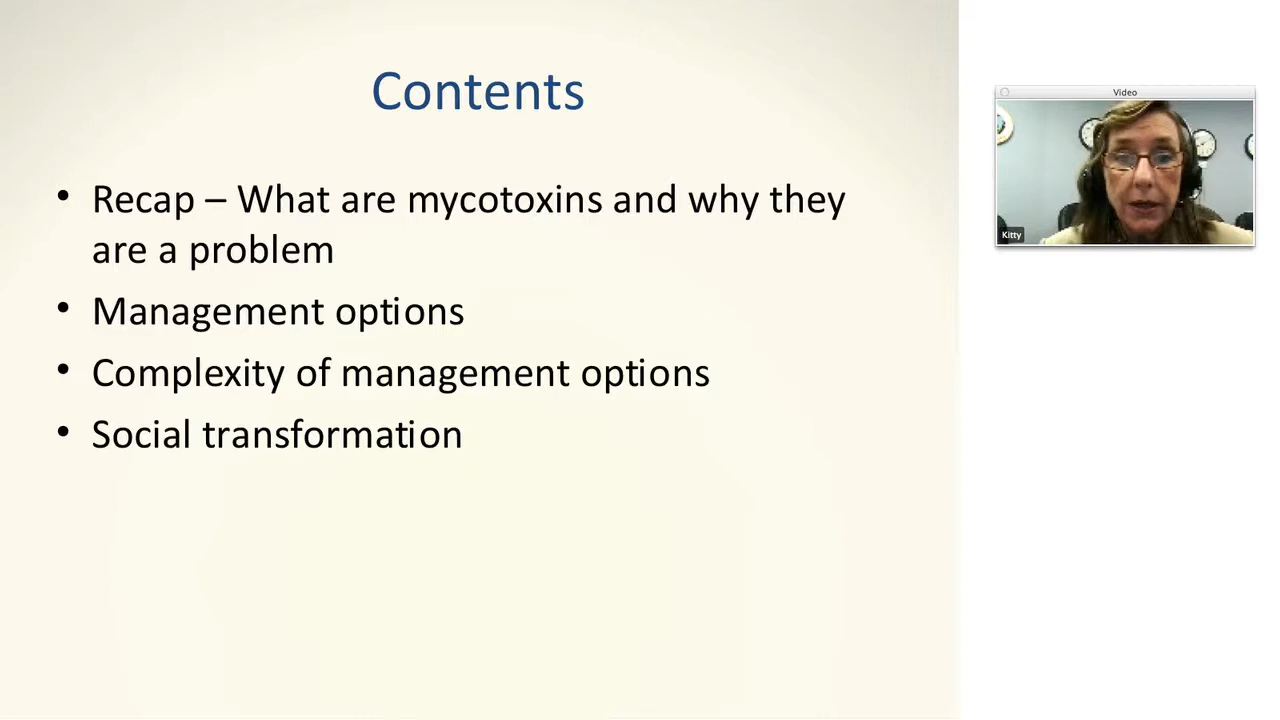 Contents
• Recap – What are mycotoxins and why they
are a problem
• Management options
• Complexity of management options
• Social transformation
Video
Kitty